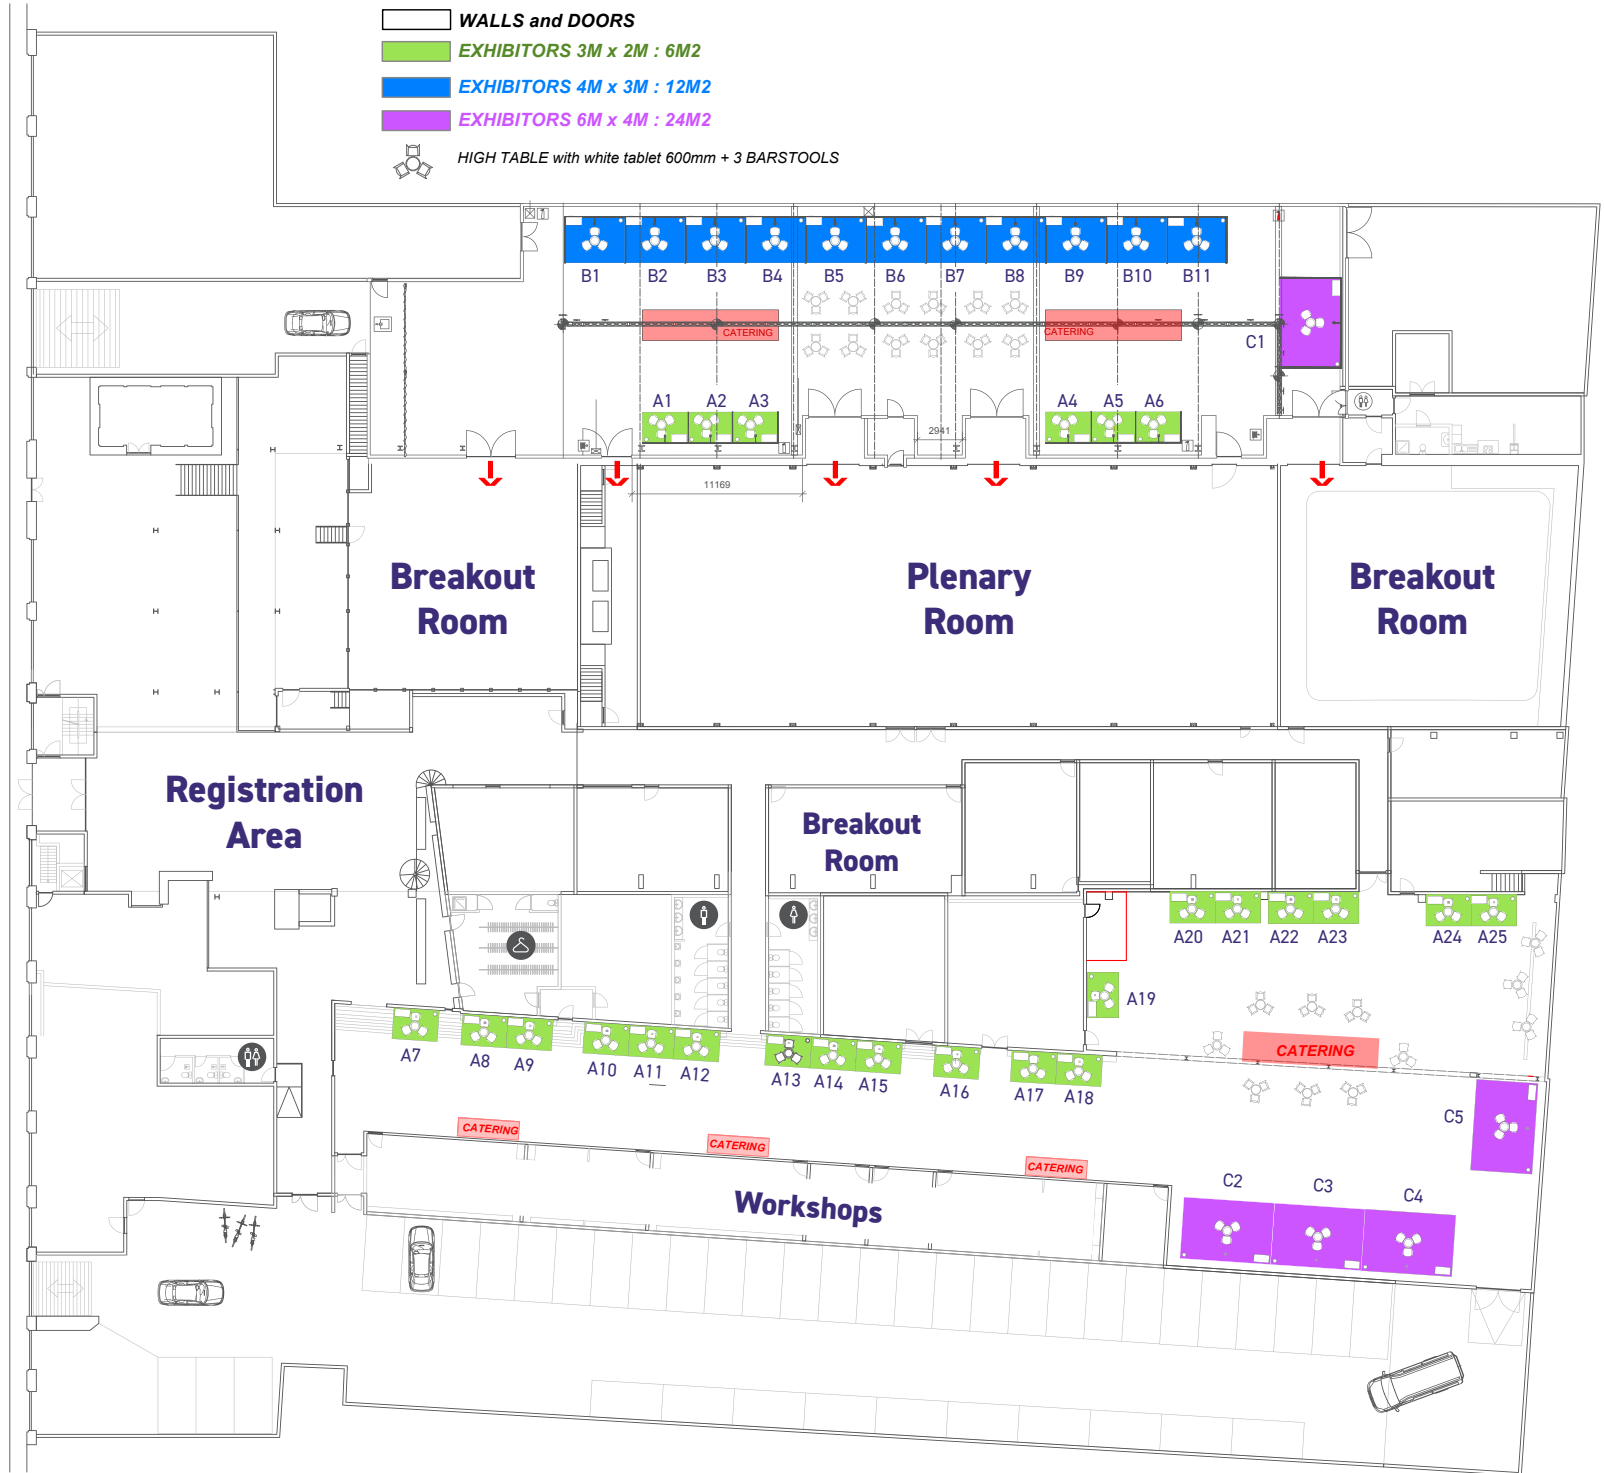 WALLS and DOORS
EXHIBITORS 3M x 2M : 6M2
EXHIBITORS 4M x 3M : 12M2
EXHIBITORS 6M x 4M : 24M2
HIGH TABLE with white tablet 600mm + 3 BARSTOOLS
B1 B2 B3 B4 B5 B6 B7 B8 B9 B10 B11
CATERING CATERING
C1
A1 A2 A3 A4 A5 A6
2941
11169
Breakout
Room
Plenary
Room
Breakout
Room
Registration
Area
Breakout
Room
A20 A21 A22 A23 A24 A25
A19
A7 A8 A9 A10 A11 A12 A13 A14 A15 A16 A17 A18
CATERING
C5
CATERING
CATERING
CATERING
Workshops
C2 C3 C4